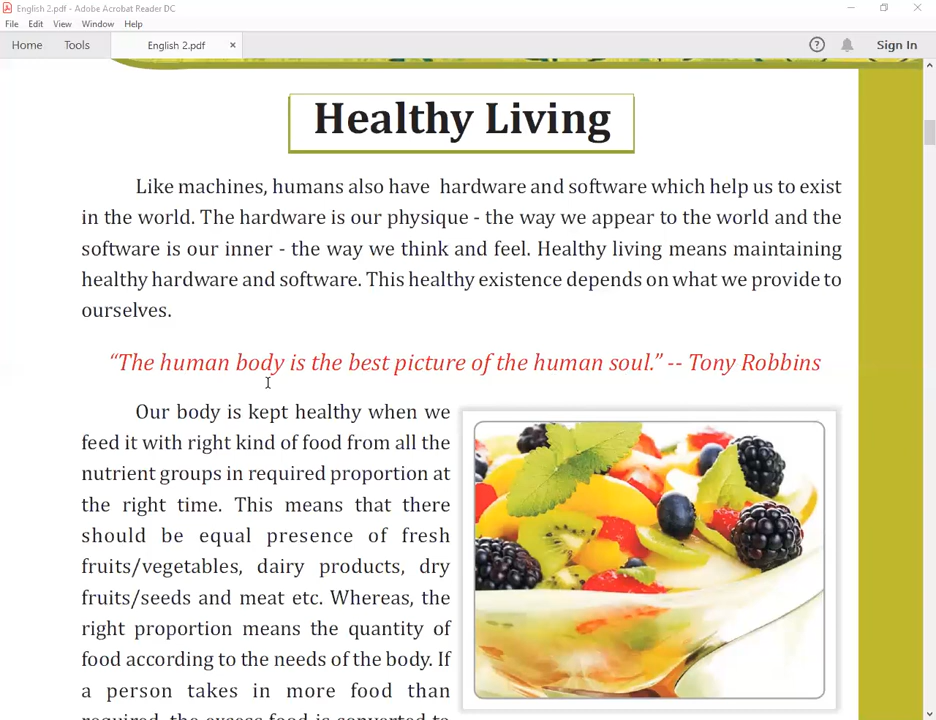 English 2.pdf - Adobe Acrobat Reader DC
File Edit View Window Help
Home Tools English 2.pdf × Sign In
Healthy Living
Like machines, humans also have hardware and software which help us to exist
in the world. The hardware is our physique - the way we appear to the world and the
software is our inner - the way we think and feel. Healthy living means maintaining
healthy hardware and software. This healthy existence depends on what we provide to
ourselves.
“The human body is the best picture of the human soul.” -- Tony Robbins
Our body is kept healthy when we
feed it with right kind of food from all the
nutrient groups in required proportion at
the right time. This means that there
should be equal presence of fresh
fruits/vegetables, dairy products, dry
fruits/seeds and meat etc. Whereas, the
right proportion means the quantity of
food according to the needs of the body. If
a person takes in more food than
required, the excess food is converted to